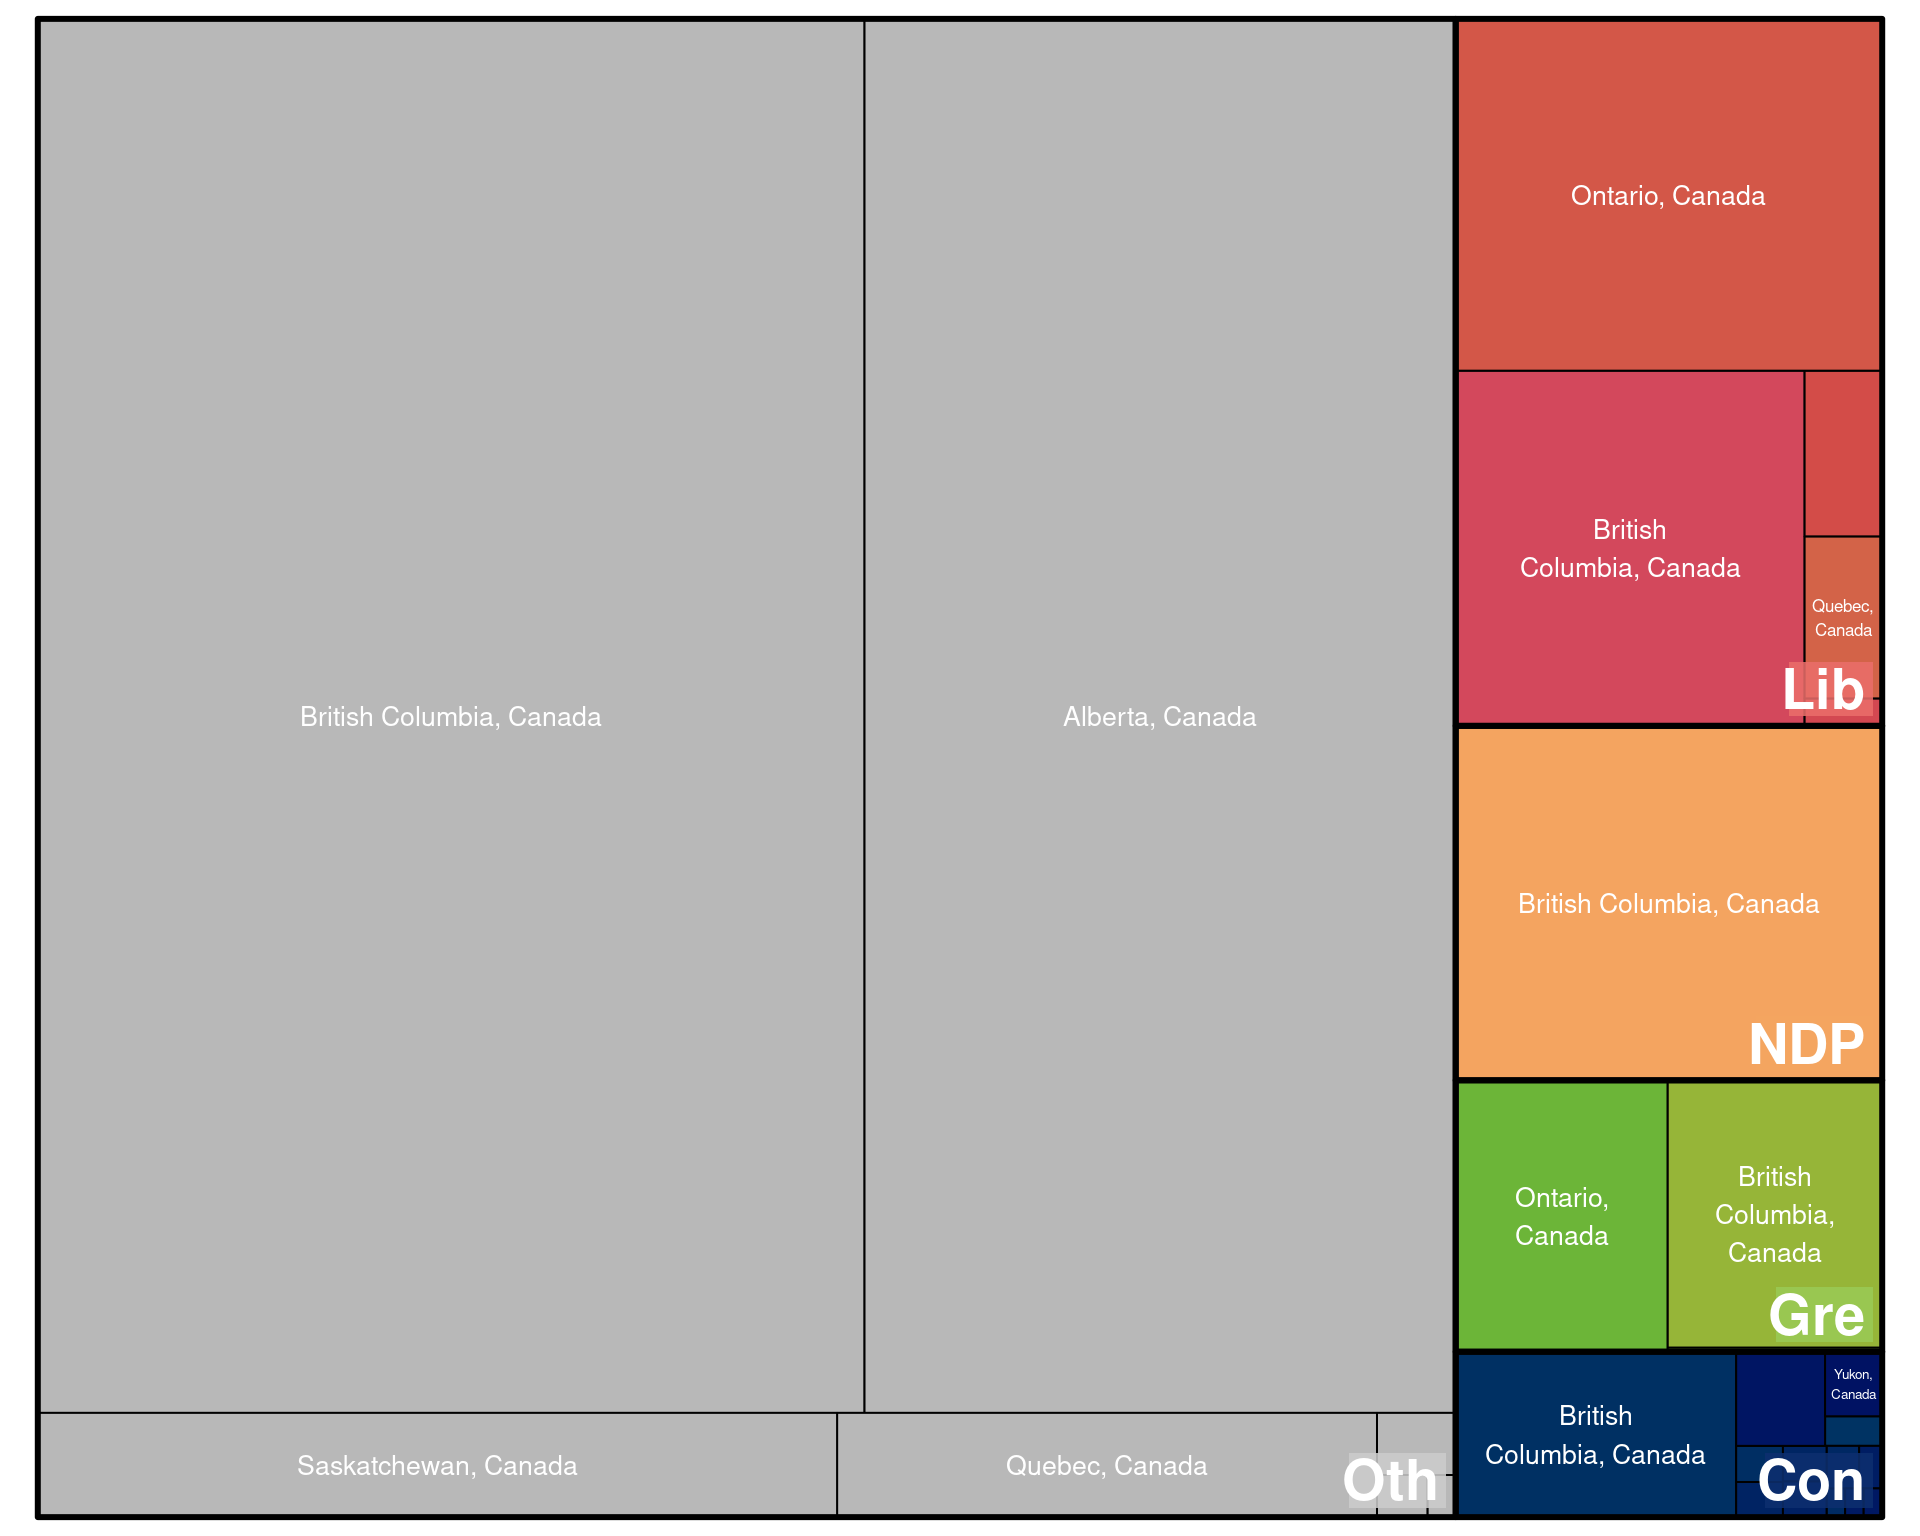 British Columbia, Canada
Alberta, Canada
Saskatchewan, Canada
Quebec, Canada
Oth
Ontario, Canada
British
Columbia, Canada
Quebec,
Canada
Lib
British Columbia, Canada
NDP
Ontario,
Canada
British
Columbia,
Canada
Gre
British
Columbia, Canada
Yukon,
Canada
Con